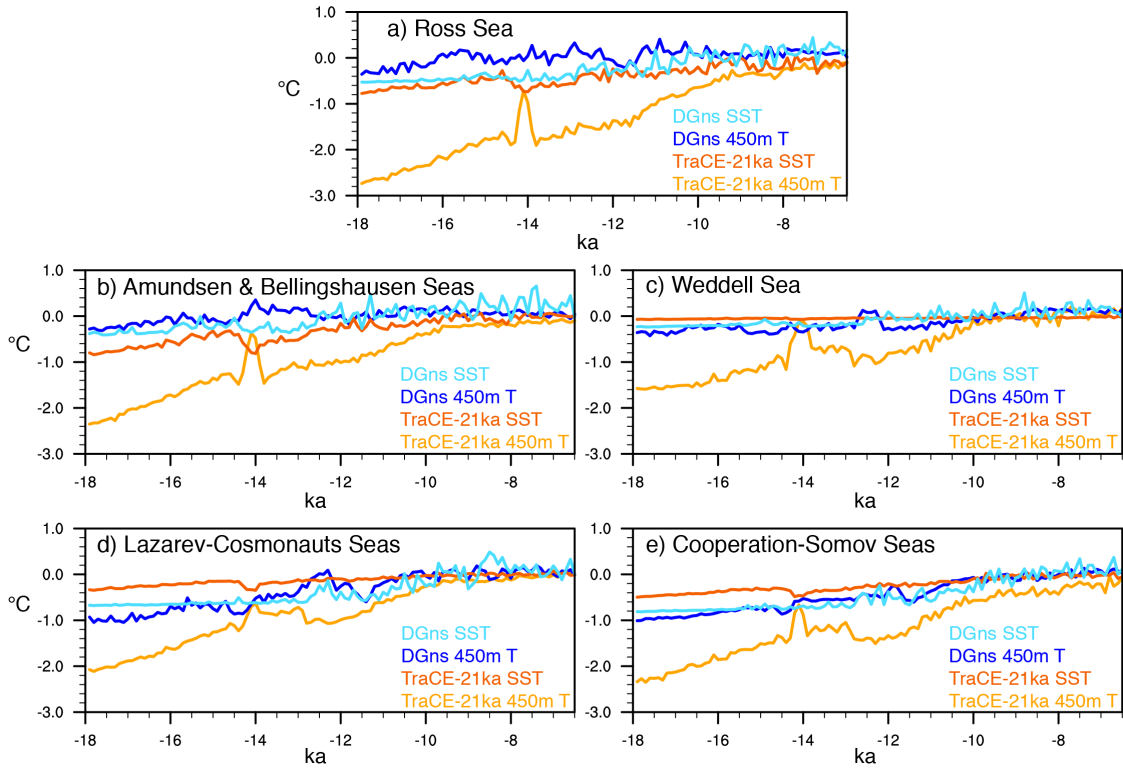 a) Ross Sea
1.0
0.0
-1.0
-2.0
-3.0
°C
DGns SST
DGns 450m T
TraCE-21ka SST
TraCE-21ka 450m T
-18 -16 -14 -12 -10 -8
ka
b) Amundsen & Bellingshausen Seas
1.0
0.0
-1.0
-2.0
-3.0
°C
DGns SST
DGns 450m T
TraCE-21ka SST
TraCE-21ka 450m T
-18 -16 -14 -12 -10 -8
ka
c) Weddell Sea
1.0
0.0
-1.0
-2.0
-3.0
DGns SST
DGns 450m T
TraCE-21ka SST
TraCE-21ka 450m T
-18 -16 -14 -12 -10 -8
ka
d) Lazarev-Cosmonauts Seas
1.0
0.0
-1.0
-2.0
-3.0
°C
DGns SST
DGns 450m T
TraCE-21ka SST
TraCE-21ka 450m T
-18 -16 -14 -12 -10 -8
ka
e) Cooperation-Somov Seas
1.0
0.0
-1.0
-2.0
-3.0
DGns SST
DGns 450m T
TraCE-21ka SST
TraCE-21ka 450m T
-18 -16 -14 -12 -10 -8
ka